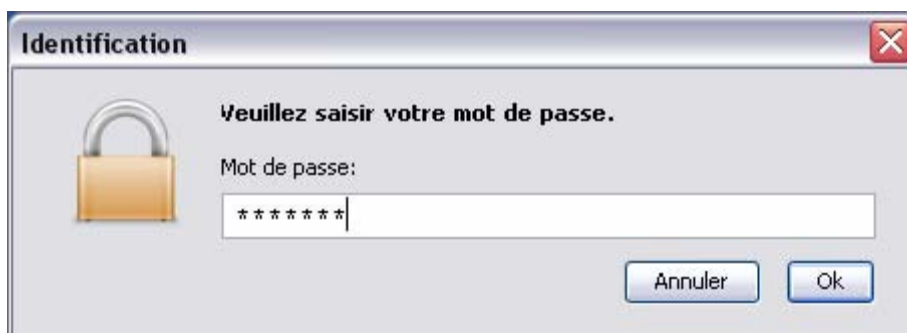 Identification
Veuillez saisir votre mot de passe.
Mot de passe:
*******
Annuler Ok